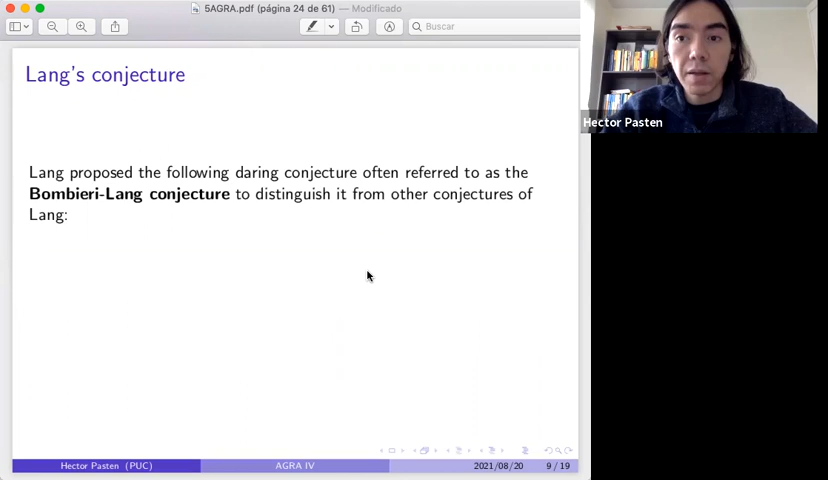 5AGRA.pdf (página 24 de 61) — Modificado
Buscar
Lang's conjecture
Lang proposed the following daring conjecture often referred to as the
Bombieri-Lang conjecture to distinguish it from other conjectures of
Lang:
Hector Pasten (PUC) AGRA IV 2021/08/20 9 / 19
Hector Pasten